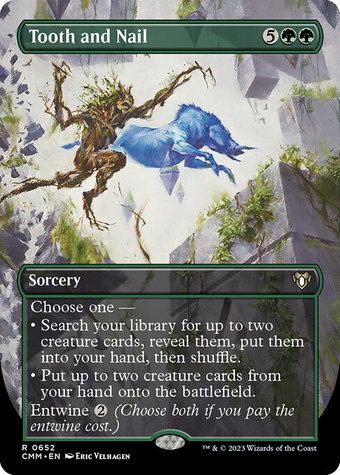 Tooth and Nail 5
Sorcery
Choose one —
• Search your library for up to two
creature cards, reveal them, put them
into your hand, then shuffle.
• Put up to two creature cards from
your hand onto the battlefield.
Entwine 2 (Choose both if you pay the
entwine cost.)
R 0652
CMM • EN Eric Velhagen
™ & © 2023 Wizards of the Coast